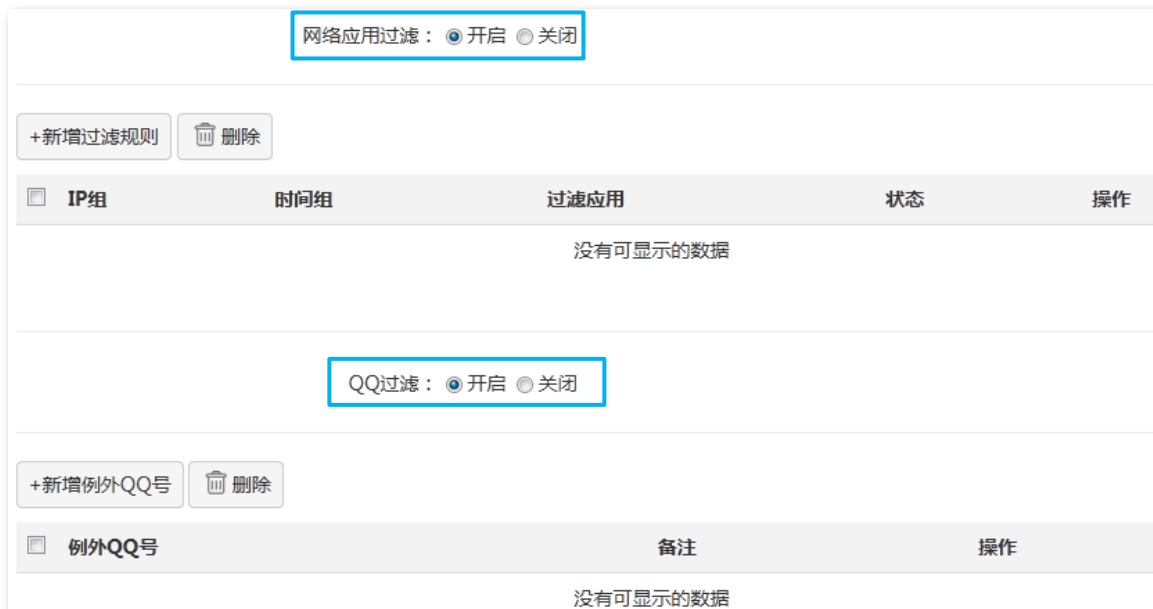 网络应用过滤： 开启 关闭
+新增过滤规则 删除
IP组 时间组 过滤应用 状态 操作
没有可显示的数据
QQ过滤： 开启 关闭
+新增例外QQ号 删除
例外QQ号 备注 操作
没有可显示的数据